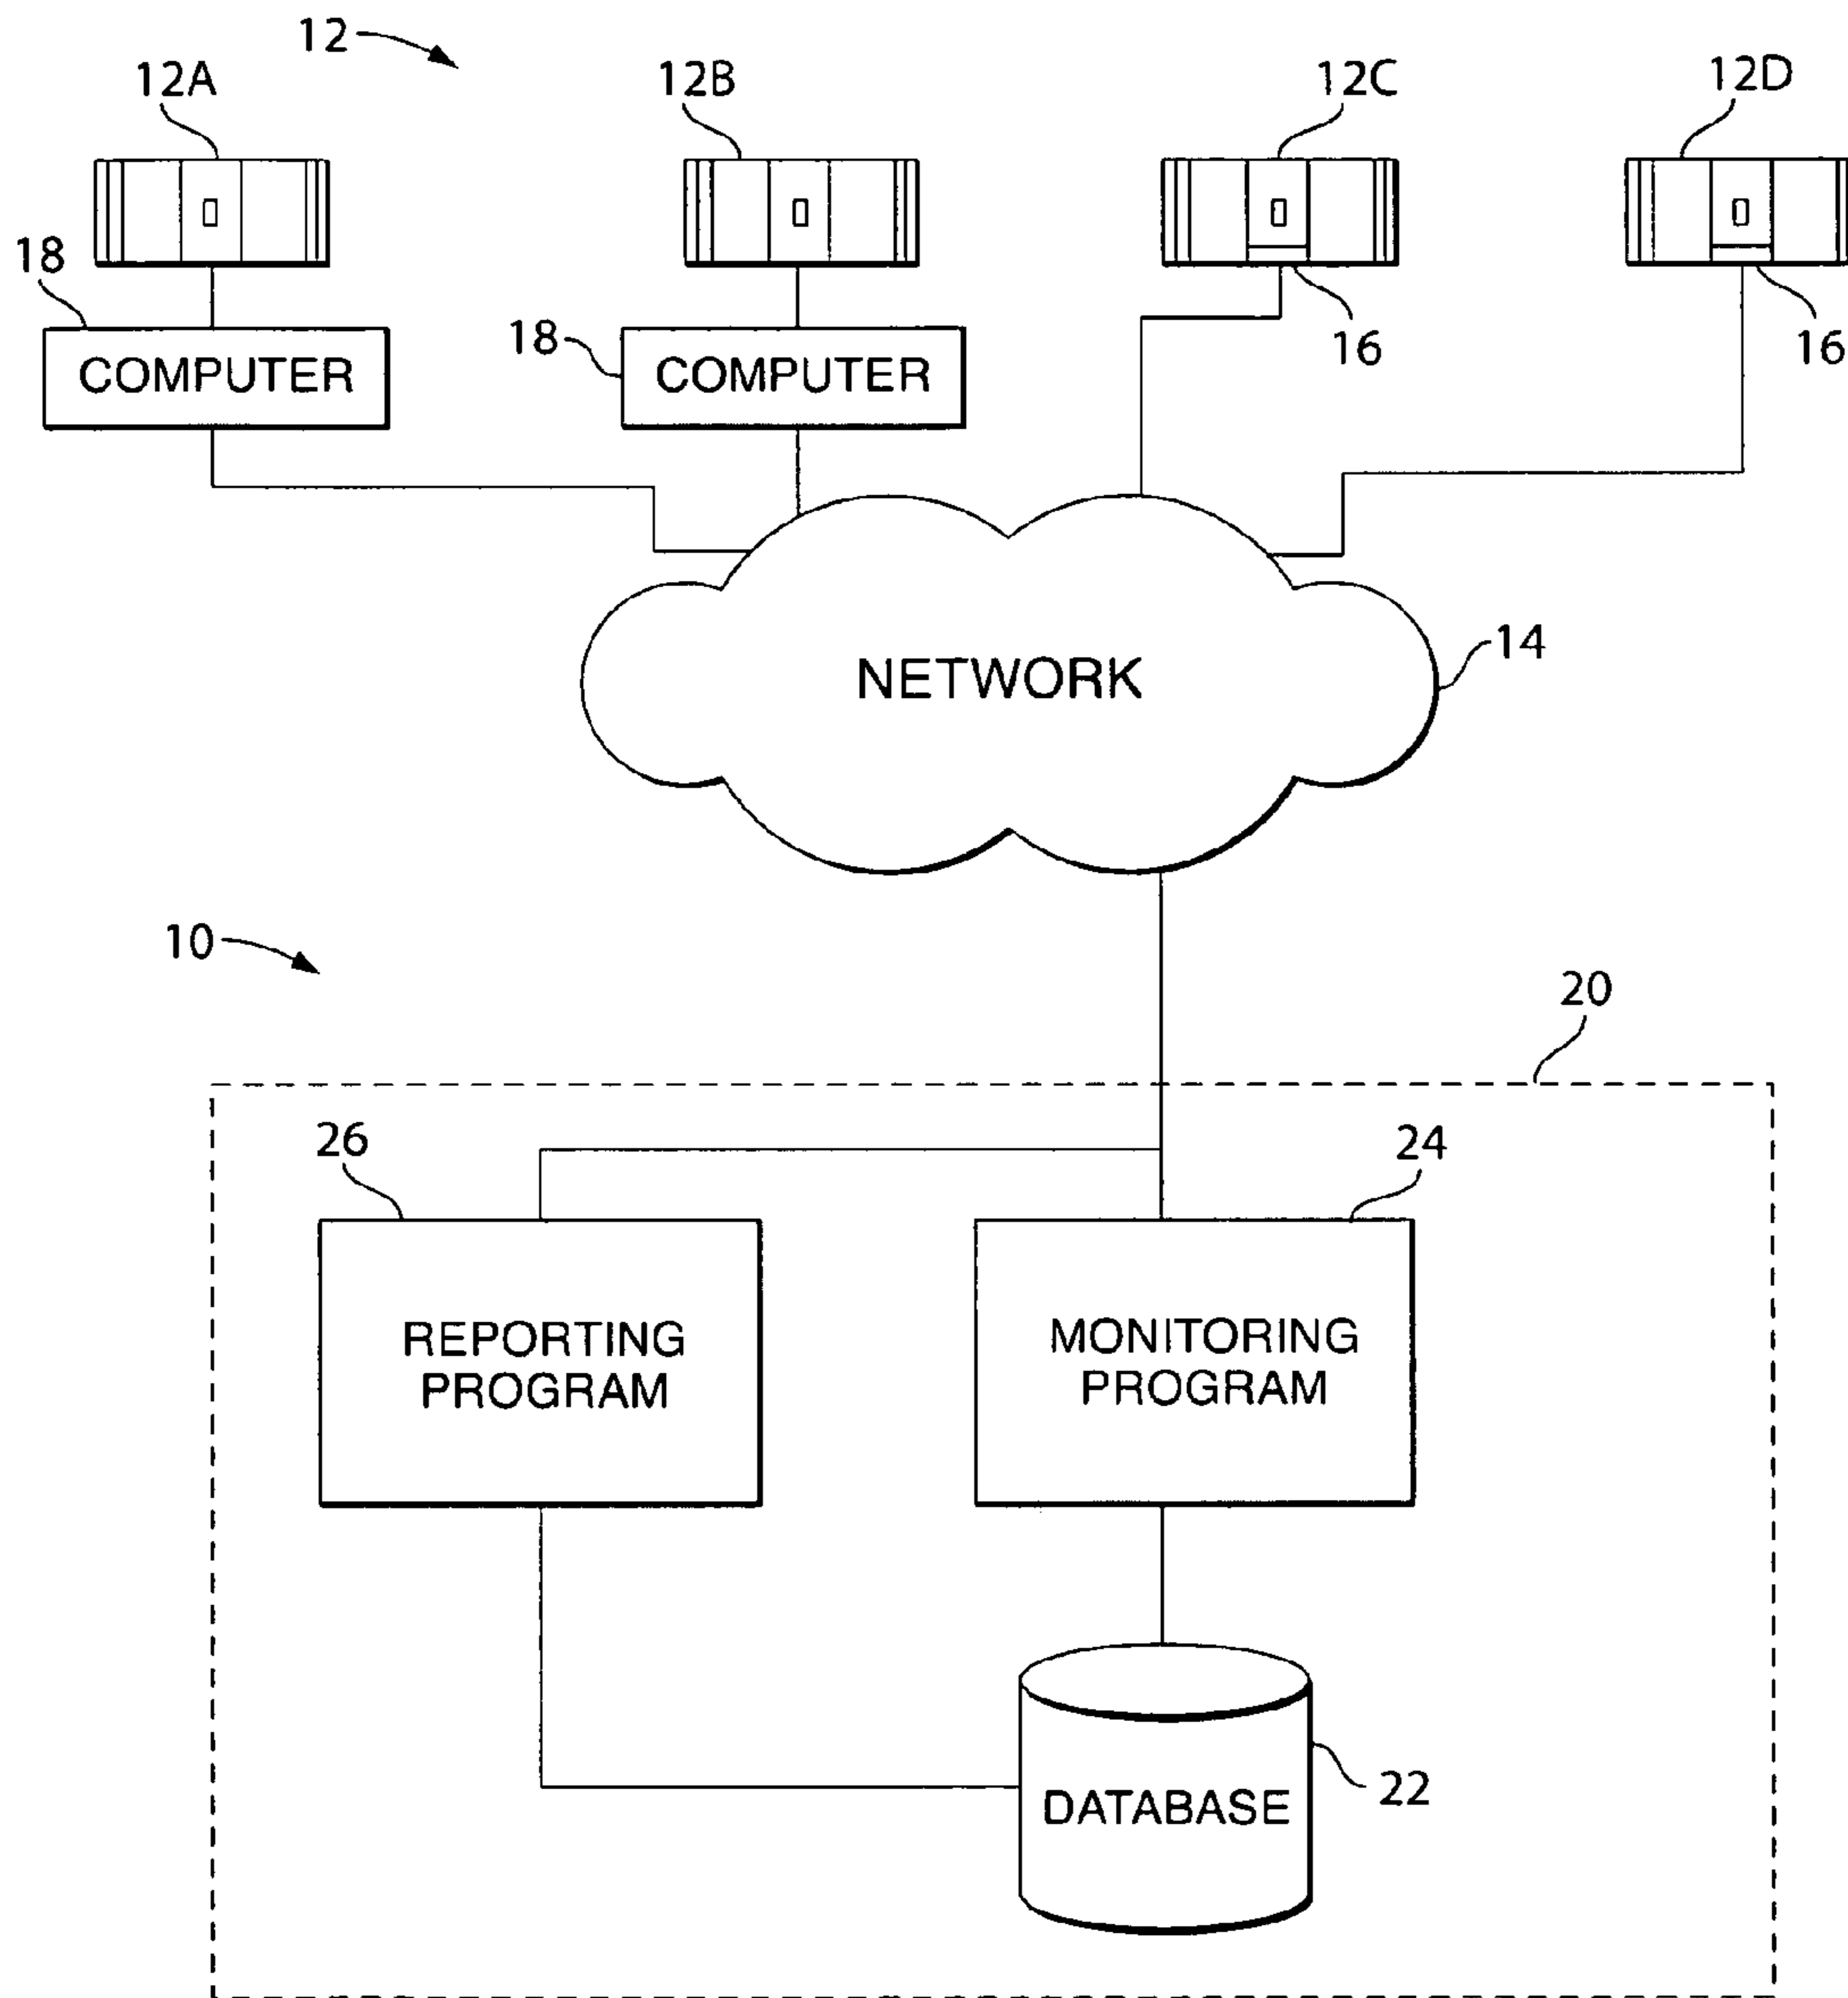 12
12A
12B
12C
12D
18
COMPUTER
18
COMPUTER
16
16
NETWORK
14
10
20
26
24
REPORTING
PROGRAM
MONITORING
PROGRAM
DATABASE
22